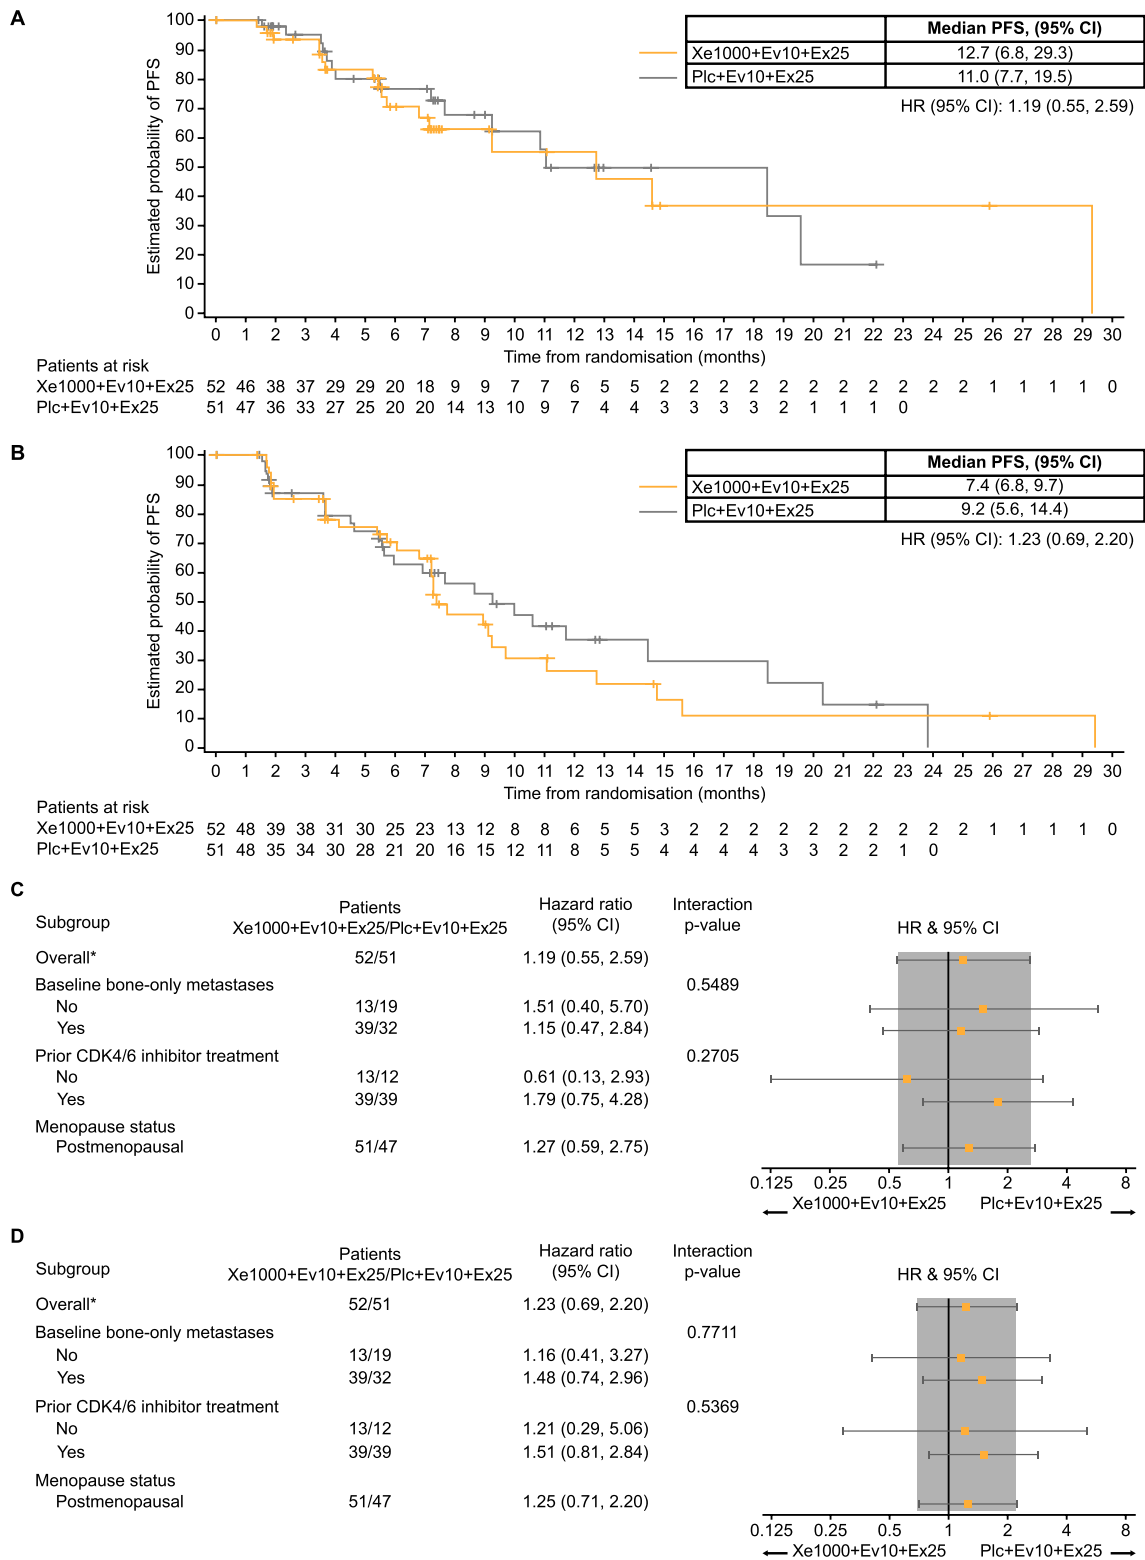 A
100
90
80
70
60
50
40
30
20
10
0
Estimated probability of PFS
Median PFS, (95% CI)
Xe1000+Ev10+Ex25 12.7 (6.8, 29.3)
Plc+Ev10+Ex25 11.0 (7.7, 19.5)
HR (95% CI): 1.19 (0.55, 2.59)
0 1 2 3 4 5 6 7 8 9 10 11 12 13 14 15 16 17 18 19 20 21 22 23 24 25 26 27 28 29 30
Time from randomisation (months)
Patients at risk
Xe1000+Ev10+Ex25 52 46 38 37 29 29 20 18 9 9 7 7 6 5 5 2 2 2 2 2 2 2 2 2 2 2 1 1 1 1 0
Plc+Ev10+Ex25 51 47 36 33 27 25 20 20 14 13 10 9 7 4 4 3 3 3 3 2 1 1 1 0
B
100
90
80
70
60
50
40
30
20
10
0
Estimated probability of PFS
Median PFS, (95% CI)
Xe1000+Ev10+Ex25 7.4 (6.8, 9.7)
Plc+Ev10+Ex25 9.2 (5.6, 14.4)
HR (95% CI): 1.23 (0.69, 2.20)
0 1 2 3 4 5 6 7 8 9 10 11 12 13 14 15 16 17 18 19 20 21 22 23 24 25 26 27 28 29 30
Time from randomisation (months)
Patients at risk
Xe1000+Ev10+Ex25 52 48 39 38 31 30 25 23 13 12 8 8 6 5 5 3 2 2 2 2 2 2 2 2 2 2 1 1 1 1 0
Plc+Ev10+Ex25 51 48 35 34 30 28 21 20 16 15 12 11 8 5 5 4 4 4 4 3 3 2 2 1 0
C
Subgroup Patients Xe1000+Ev10+Ex25/Plc+Ev10+Ex25 Hazard ratio (95% CI) Interaction p-value HR & 95% CI
Overall* 52/51 1.19 (0.55, 2.59)
Baseline bone-only metastases 0.5489
No 13/19 1.51 (0.40, 5.70)
Yes 39/32 1.15 (0.47, 2.84)
Prior CDK4/6 inhibitor treatment 0.2705
No 13/12 0.61 (0.13, 2.93)
Yes 39/39 1.79 (0.75, 4.28)
Menopause status
Postmenopausal 51/47 1.27 (0.59, 2.75)
0.125 0.25 0.5 1 2 4 8
Xe1000+Ev10+Ex25 Plc+Ev10+Ex25
D
Subgroup Patients Xe1000+Ev10+Ex25/Plc+Ev10+Ex25 Hazard ratio (95% CI) Interaction p-value HR & 95% CI
Overall* 52/51 1.23 (0.69, 2.20)
Baseline bone-only metastases 0.7711
No 13/19 1.16 (0.41, 3.27)
Yes 39/32 1.48 (0.74, 2.96)
Prior CDK4/6 inhibitor treatment 0.5369
No 13/12 1.21 (0.29, 5.06)
Yes 39/39 1.51 (0.81, 2.84)
Menopause status
Postmenopausal 51/47 1.25 (0.71, 2.20)
0.125 0.25 0.5 1 2 4 8
Xe1000+Ev10+Ex25 Plc+Ev10+Ex25